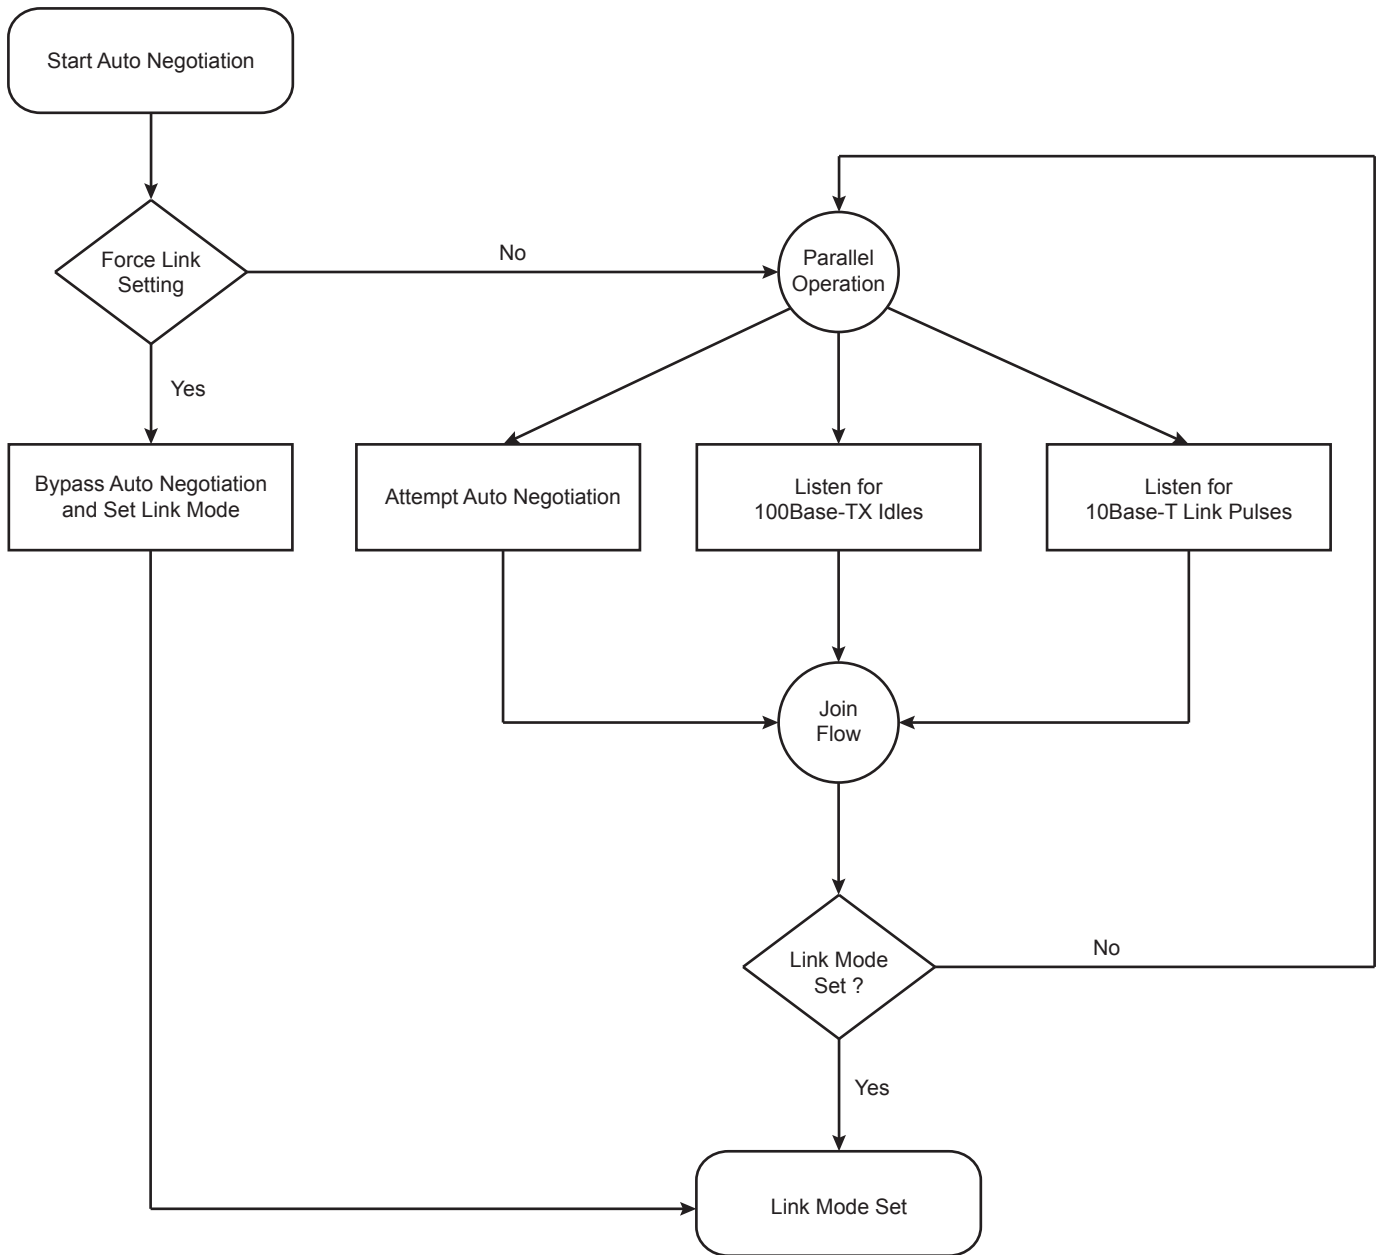 Start Auto Negotiation
Force Link
Setting
No
Parallel
Operation
Yes
Bypass Auto Negotiation
and Set Link Mode
Attempt Auto Negotiation
Listen for
100Base-TX Idles
Listen for
10Base-T Link Pulses
Join
Flow
Link Mode
Set ?
No
Yes
Link Mode Set